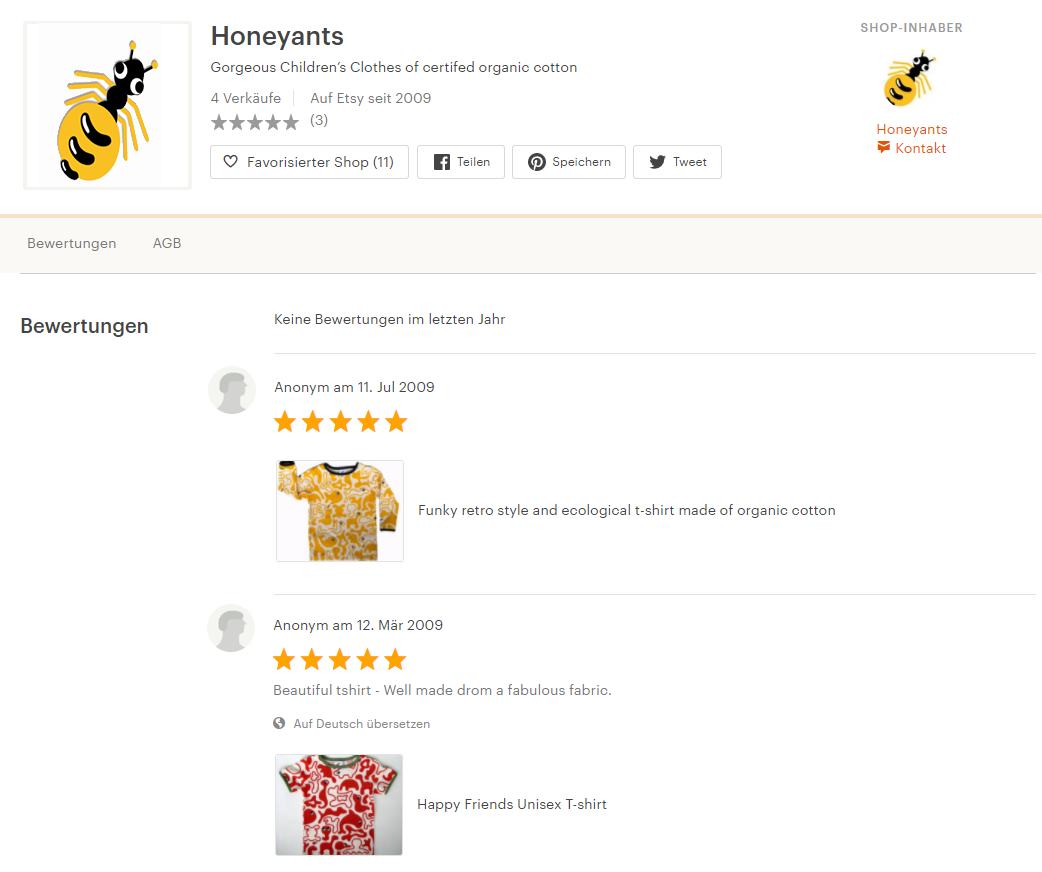 Honeyants
Gorgeous Children's Clothes of certifed organic cotton
4 Verkäufe
Auf Etsy seit 2009
(3)
Favorisierter Shop (11)
Teilen
Speichern
Tweet
SHOP-INHABER
Honeyants
Kontakt
Bewertungen
AGB
Bewertungen
Keine Bewertungen im letzten Jahr
Anonym am 11. Jul 2009
Funky retro style and ecological t-shirt made of organic cotton
Anonym am 12. Mär 2009
Beautiful tshirt - Well made drom a fabulous fabric.
Auf Deutsch übersetzen
Happy Friends Unisex T-shirt